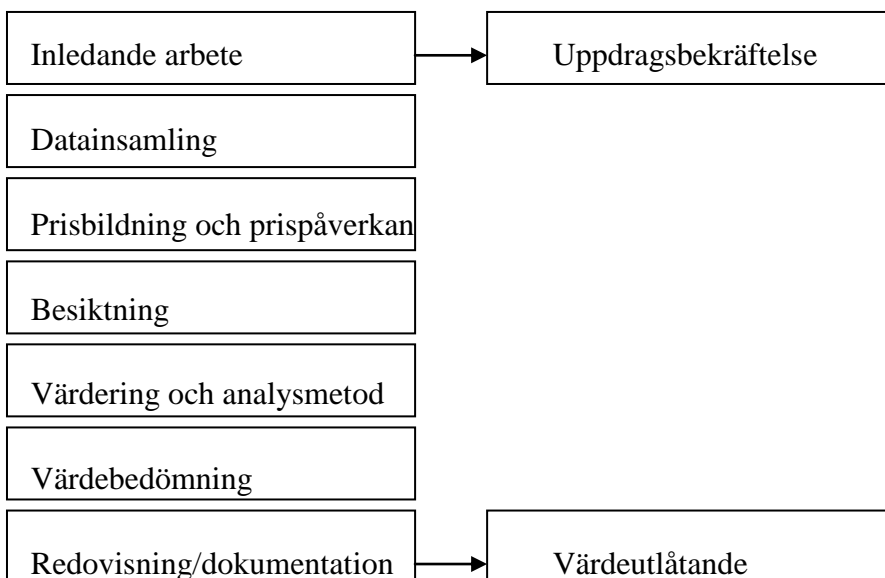 Inledande arbete
Uppdragsbekräftelse
Datainsamling
Prisbildning och prispåverkan
Besiktning
Värdering och analysmetod
Värdebedömning
Redovisning/dokumentation
Värdeutlåtande